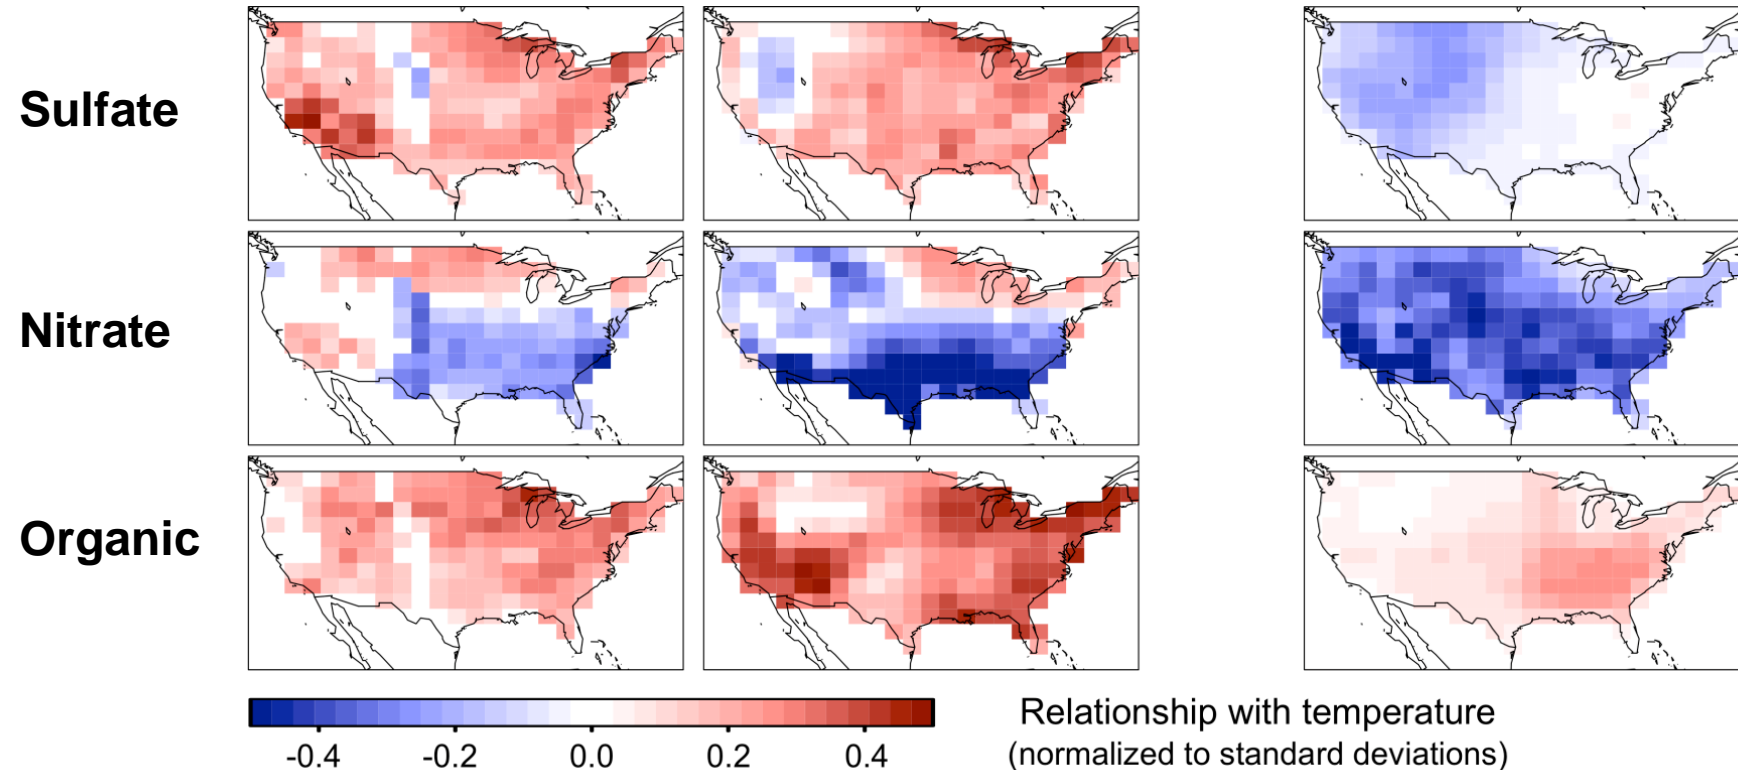 Sulfate
Nitrate
Organic
-0.4 -0.2 0.0 0.2 0.4
Relationship with temperature
(normalized to standard deviations)